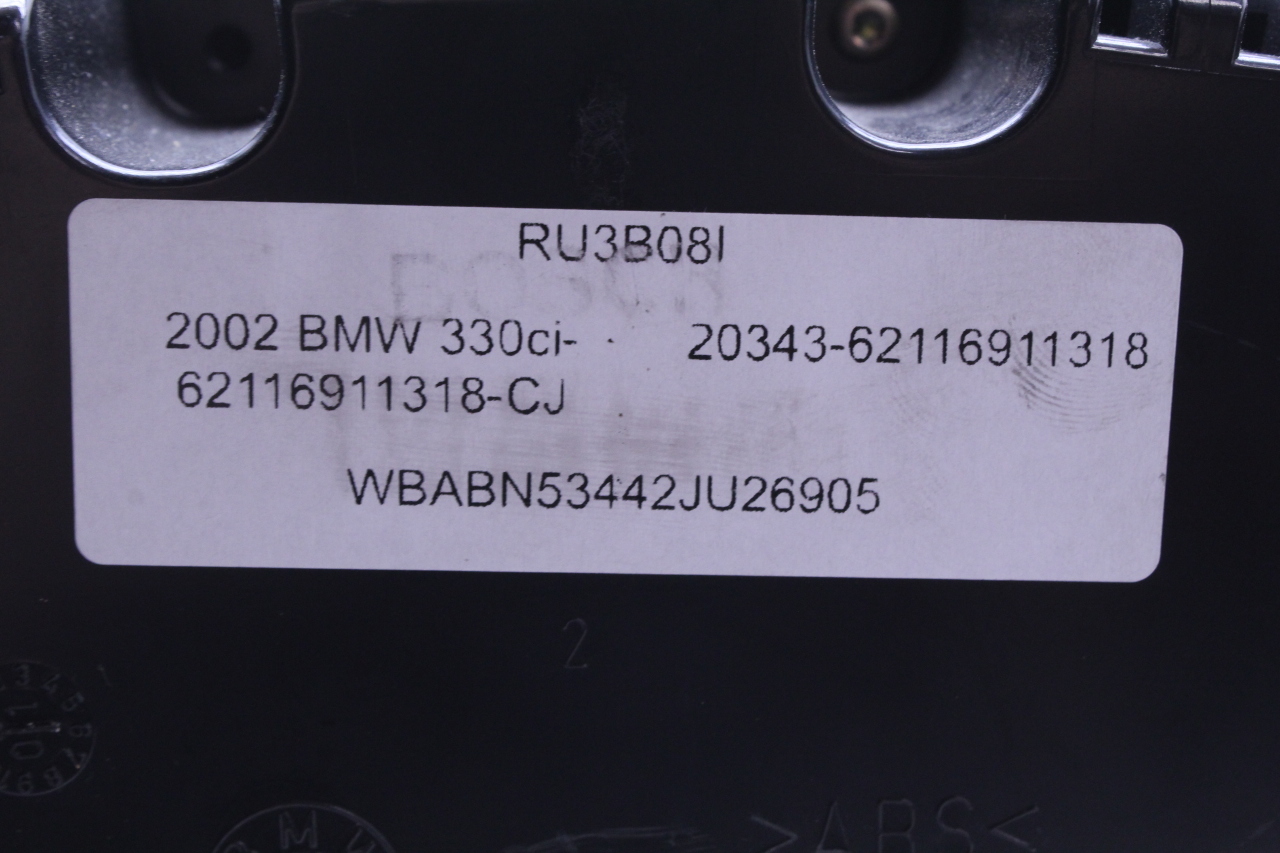 RU3B08I
2002 BMW 330ci- · 20343-62116911318
62116911318-CJ
WBABN53442JU26905
2
>ABS<